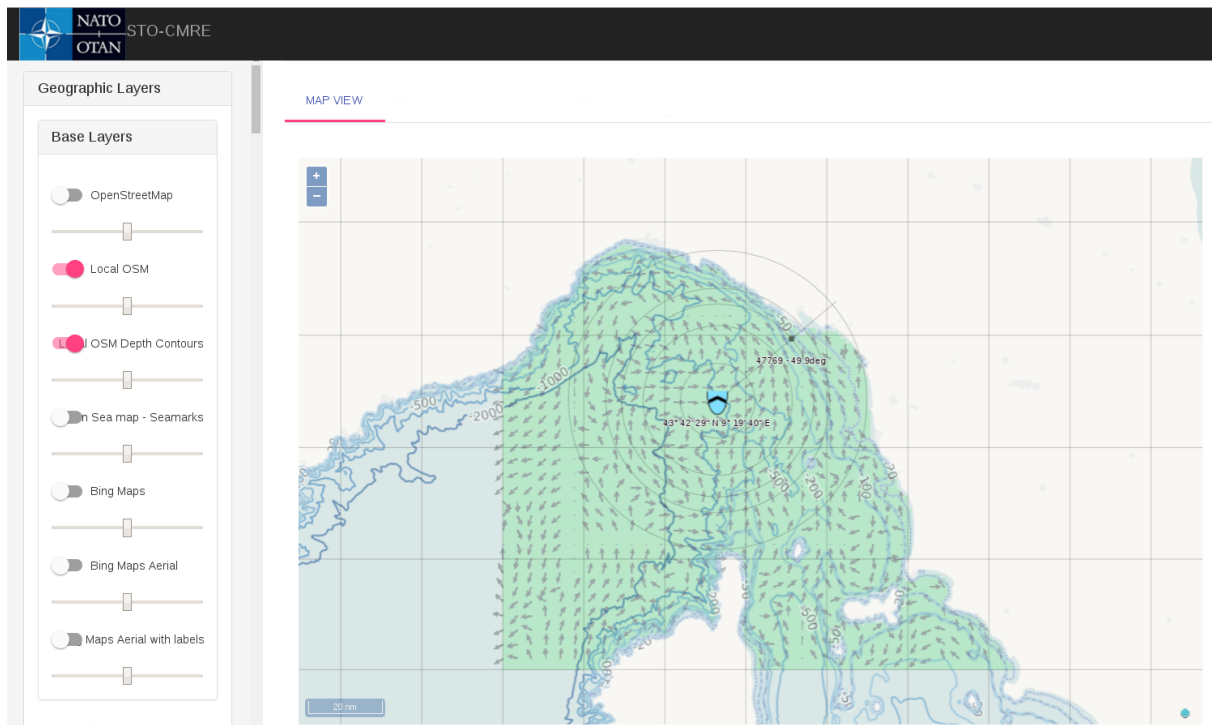 NATO
OTAN
STO-CMRE
Geographic Layers
MAP VIEW
Base Layers
OpenStreetMap
Local OSM
OSM Depth Contours
Sea map - Seamarks
Bing Maps
Bing Maps Aerial
Maps Aerial with labels
+
−
-50
47769 - 49.9deg
-1000
-500
-2000
43° 42' 29" N 9° 19' 40" E
-500
-200
-100
-20
-200
-50
-500
-20
20 nm